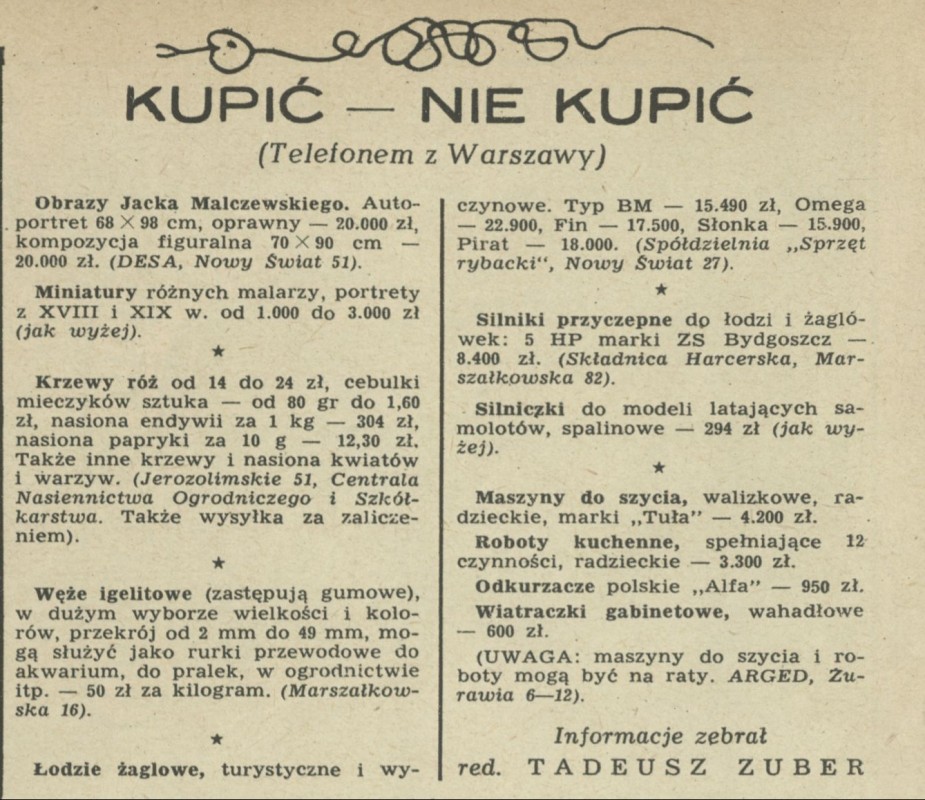 KUPIĆ — NIE KUPIĆ
(Telefonem z Warszawy)
Obrazy Jacka Malczewskiego. Auto-
portret 68 × 98 cm, oprawny — 20.000 zł,
kompozycja figuralna 70 × 90 cm —
20.000 zł. (DESA, Nowy Świat 51).
Miniatury różnych malarzy, portrety
z XVIII i XIX w. od 1.000 do 3.000 zł
(jak wyżej).
★
Krzewy róż od 14 do 24 zł, cebulki
mieczyków sztuka — od 80 gr do 1,60
zł, nasiona endywii za 1 kg — 304 zł,
nasiona papryki za 10 g — 12,30 zł.
Także inne krzewy i nasiona kwiatów
i warzyw. (Jerozolimskie 51, Centrala
Nasiennictwa Ogrodniczego i Szkół-
karstwa. Także wysyłka za zalicze-
niem).
★
Węże igelitowe (zastępują gumowe),
w dużym wyborze wielkości i kolo-
rów, przekrój od 2 mm do 49 mm, mo-
gą służyć jako rurki przewodowe do
akwarium, do pralek, w ogrodnictwie
itp. — 50 zł za kilogram. (Marszałkow-
ska 16).
★
Łodzie żaglowe, turystyczne i wy-
czynowe. Typ BM — 15.490 zł, Omega
— 22.900, Fin — 17.500, Słonka — 15.900,
Pirat — 18.000. (Spółdzielnia „Sprzęt
rybacki“, Nowy Świat 27).
★
Silniki przyczepne do łodzi i żagló-
wek: 5 HP marki ZS Bydgoszcz —
8.400 zł. (Składnica Harcerska, Mar-
szałkowska 82).
Silniczki do modeli latających sa-
molotów, spalinowe — 294 zł (jak wy-
żej).
★
Maszyny do szycia, walizkowe, ra-
dzieckie, marki „Tuła” — 4.200 zł.
Roboty kuchenne, spełniające 12
czynności, radzieckie — 3.300 zł.
Odkurzacze polskie „Alfa” — 950 zł.
Wiatraczki gabinetowe, wahadłowe
— 600 zł.
(UWAGA: maszyny do szycia i ro-
boty mogą być na raty. ARGED, Żu-
rawia 6—12).
Informacje zebrał
red. TADEUSZ ZUBER